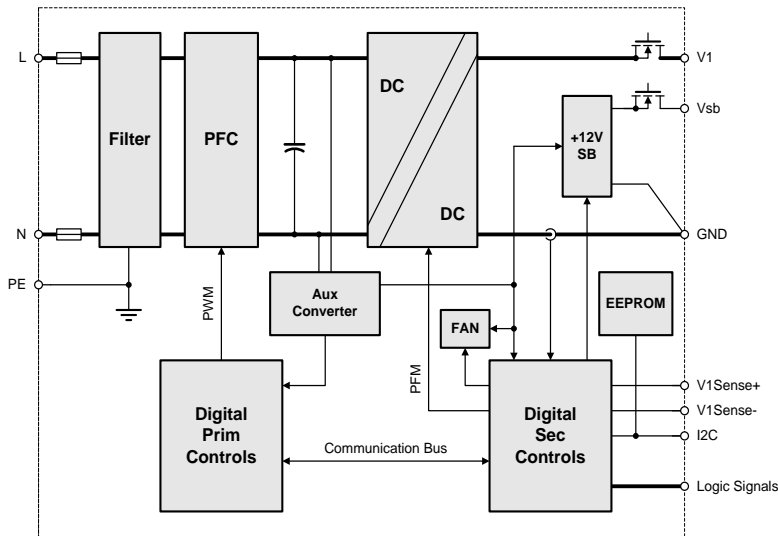 L
V1
DC
Vsb
Filter
PFC
+12V
SB
DC
N
GND
PE
PWM
Aux
Converter
EEPROM
FAN
PFM
V1Sense+
V1Sense-
Digital
Prim
Controls
Communication Bus
Digital
Sec
Controls
I2C
Logic Signals